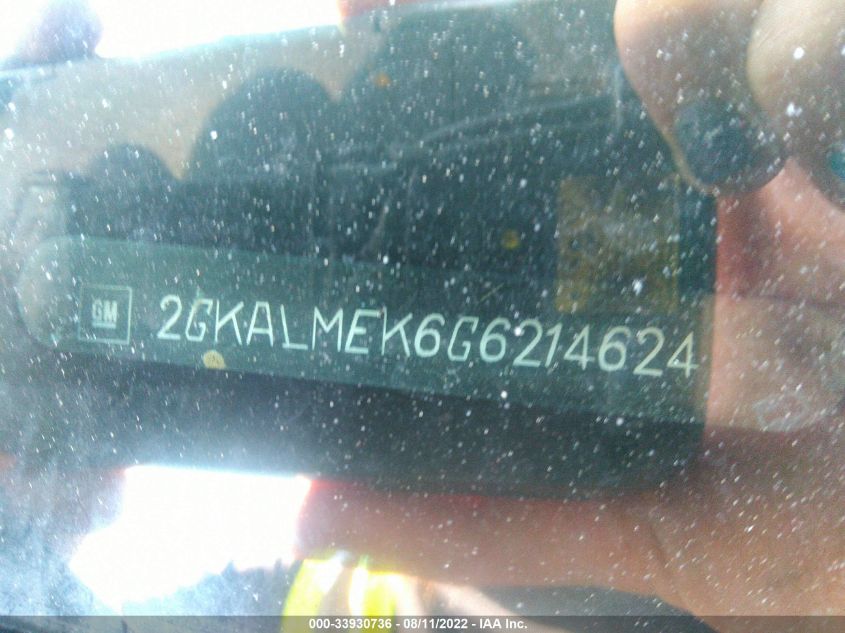 GM 2GKALMEK6G6214624
000-33930736 - 08/11/2022 - IAA Inc.